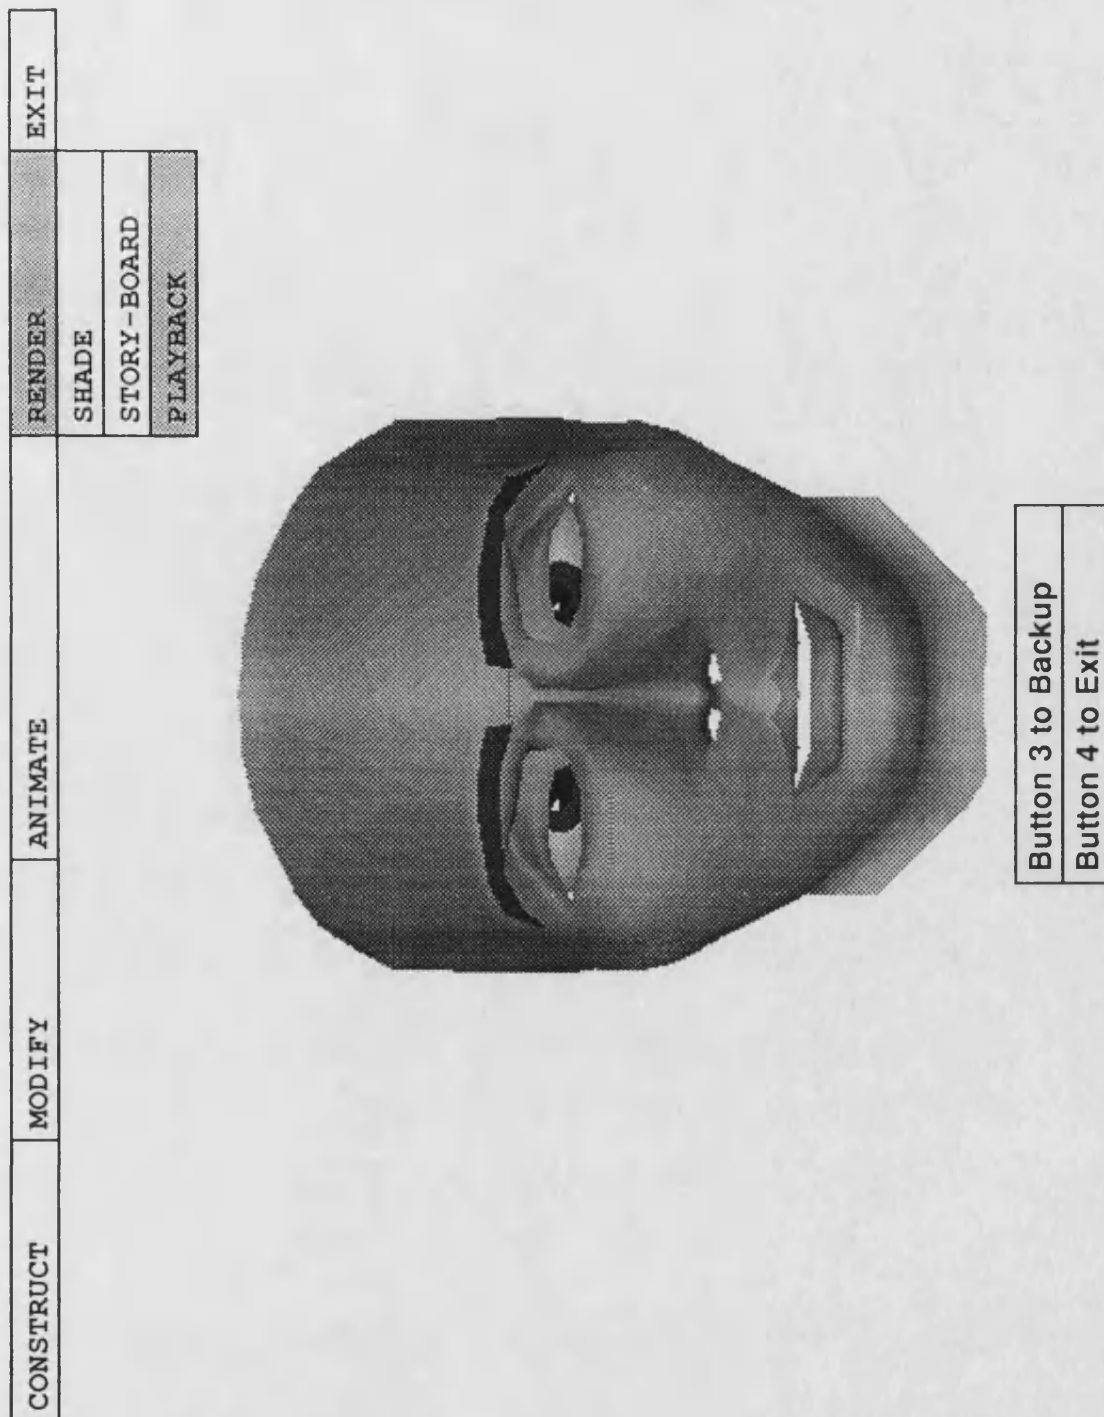 CONSTRUCT MODIFY ANIMATE RENDER EXIT
SHADE
STORY-BOARD
PLAYBACK
Button 3 to Backup
Button 4 to Exit